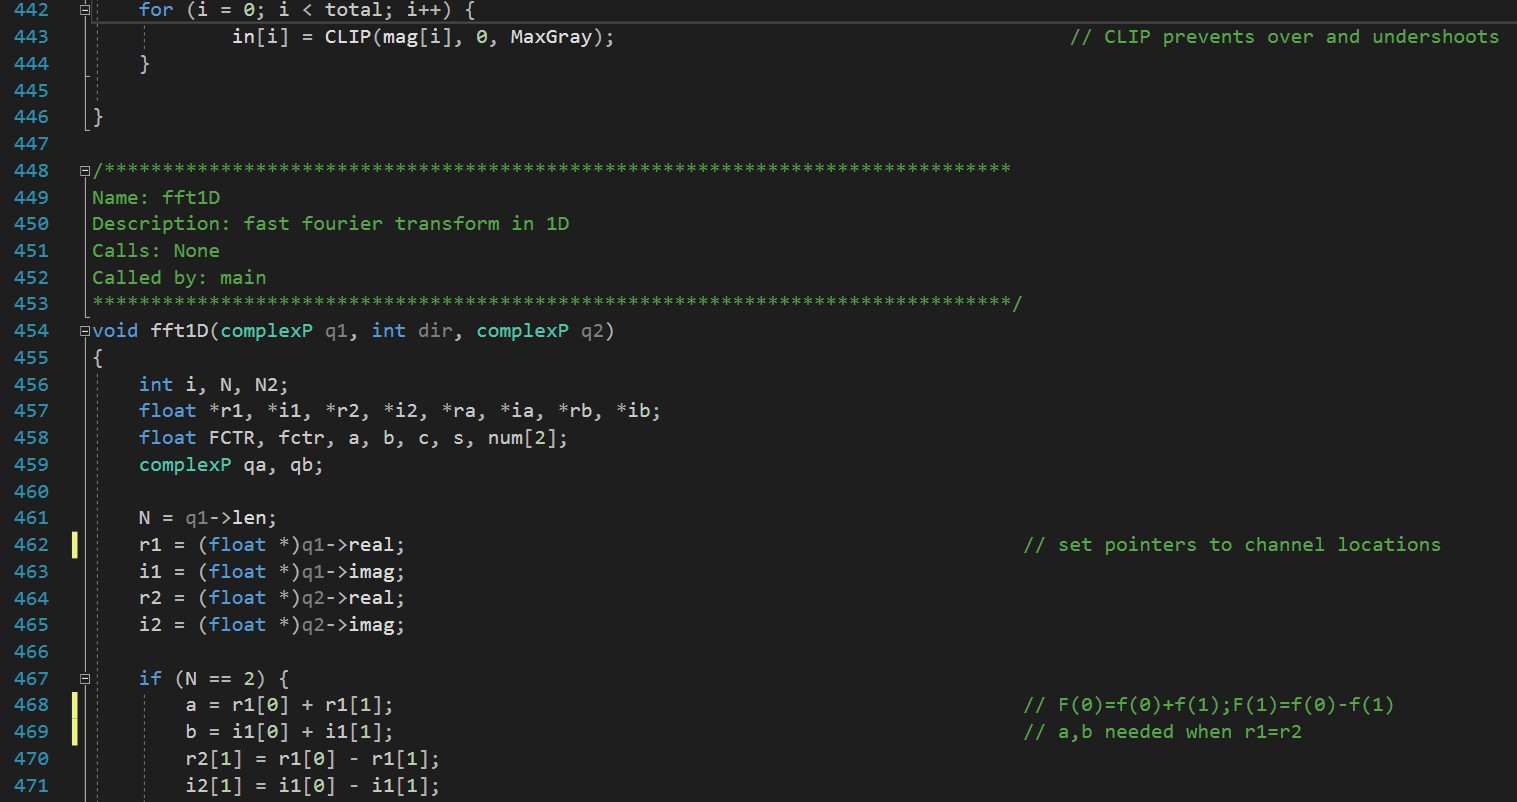 442 for (i = 0; i < total; i++) {
443 in[i] = CLIP(mag[i], 0, MaxGray); // CLIP prevents over and undershoots
444 }
445
446 }
447
448 /******************************************************************************
449 Name: fft1D
450 Description: fast fourier transform in 1D
451 Calls: None
452 Called by: main
453 *******************************************************************************/
454 void fft1D(complexP q1, int dir, complexP q2)
455 {
456 int i, N, N2;
457 float *r1, *i1, *r2, *i2, *ra, *ia, *rb, *ib;
458 float FCTR, fctr, a, b, c, s, num[2];
459 complexP qa, qb;
460
461 N = q1->len;
462 r1 = (float *)q1->real; // set pointers to channel locations
463 i1 = (float *)q1->imag;
464 r2 = (float *)q2->real;
465 i2 = (float *)q2->imag;
466
467 if (N == 2) {
468 a = r1[0] + r1[1]; // F(0)=f(0)+f(1);F(1)=f(0)-f(1)
469 b = i1[0] + i1[1]; // a,b needed when r1=r2
470 r2[1] = r1[0] - r1[1];
471 i2[1] = i1[0] - i1[1];